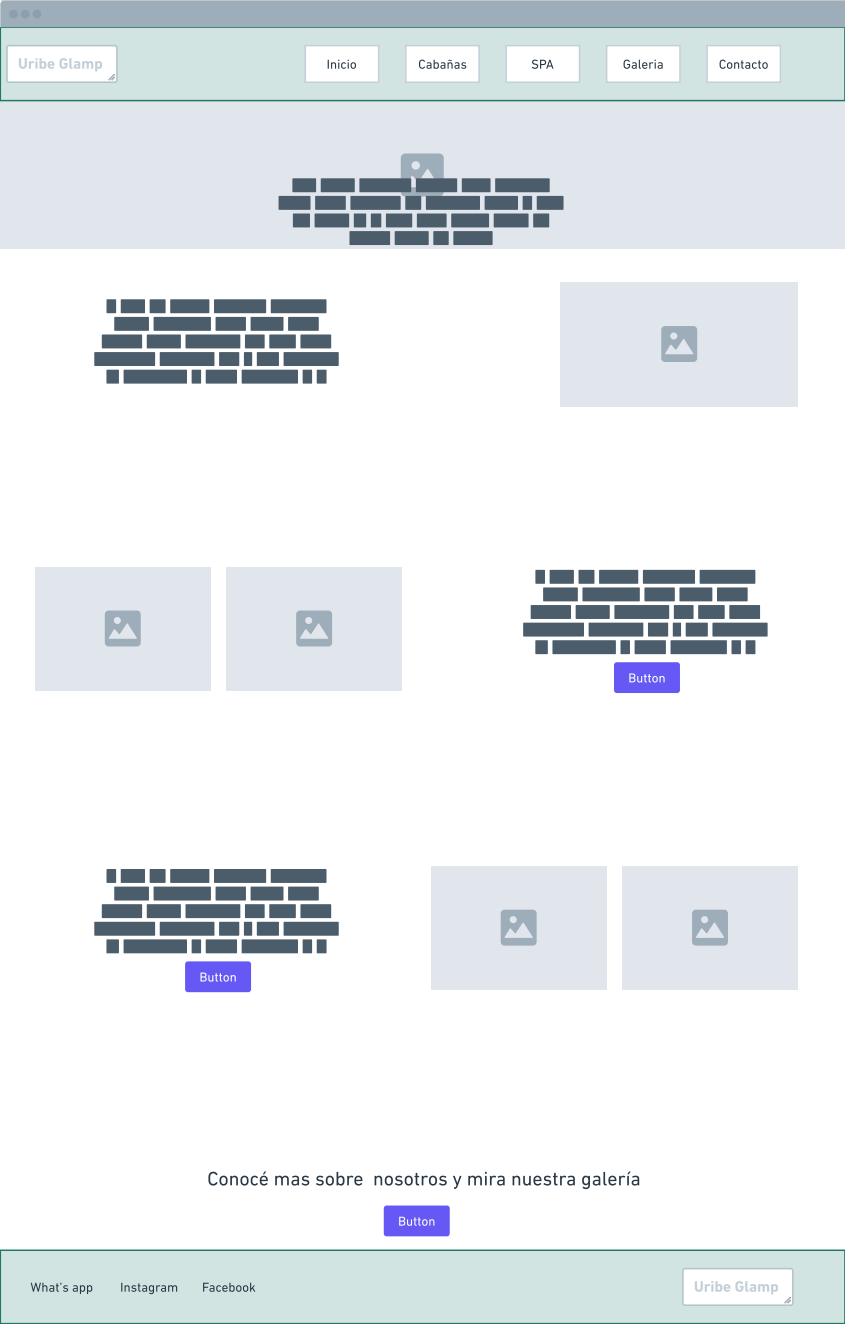 Uribe Glamp
Inicio
Cabañas
SPA
Galeria
Contacto
Button
Button
Conocé mas sobre  nosotros y mira nuestra galería
Button
What's app
Instagram
Facebook
Uribe Glamp